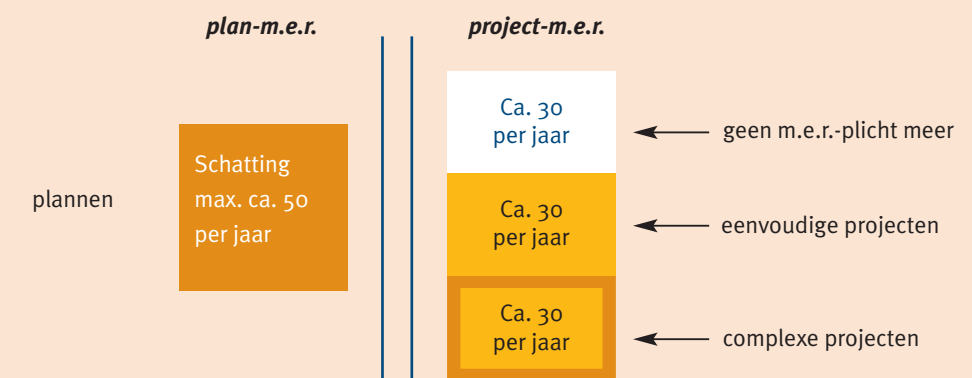 plan-m.e.r.
project-m.e.r.
plannen
Schatting
max. ca. 50
per jaar
Ca. 30
per jaar
geen m.e.r.-plicht meer
Ca. 30
per jaar
eenvoudige projecten
Ca. 30
per jaar
complexe projecten